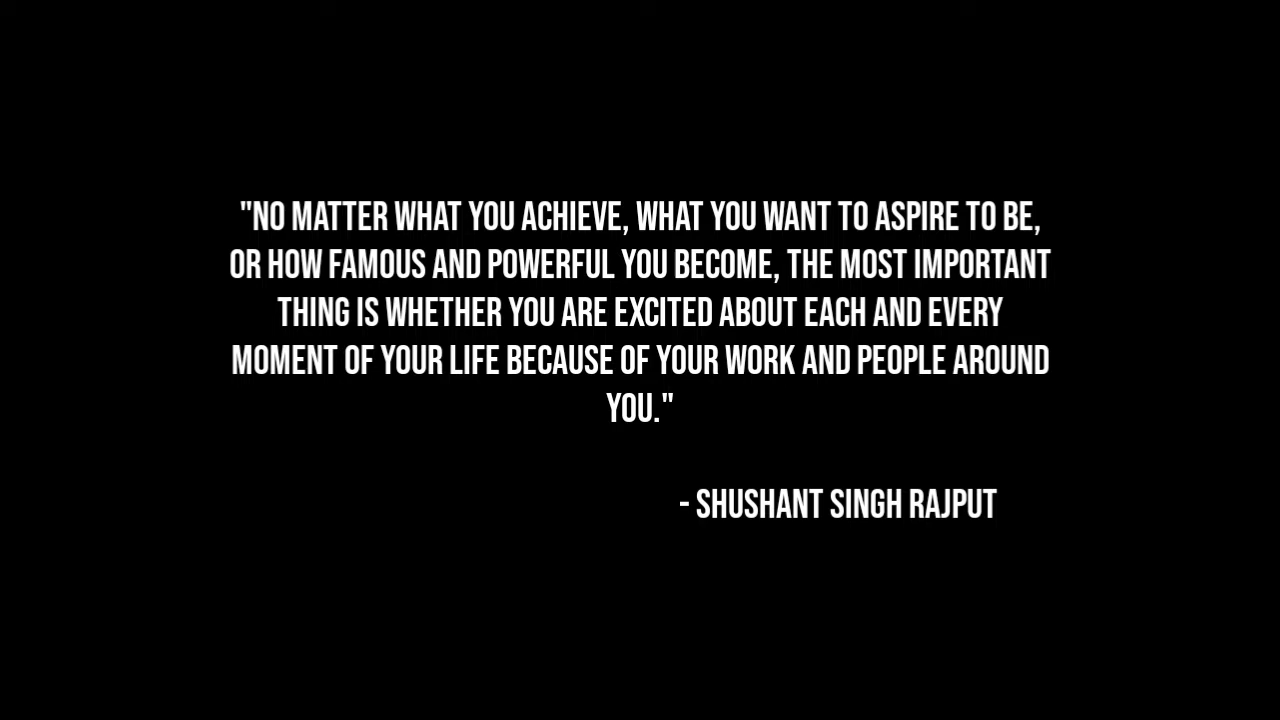 "NO MATTER WHAT YOU ACHIEVE, WHAT YOU WANT TO ASPIRE TO BE,
OR HOW FAMOUS AND POWERFUL YOU BECOME, THE MOST IMPORTANT
THING IS WHETHER YOU ARE EXCITED ABOUT EACH AND EVERY
MOMENT OF YOUR LIFE BECAUSE OF YOUR WORK AND PEOPLE AROUND
YOU."
- SHUSHANT SINGH RAJPUT